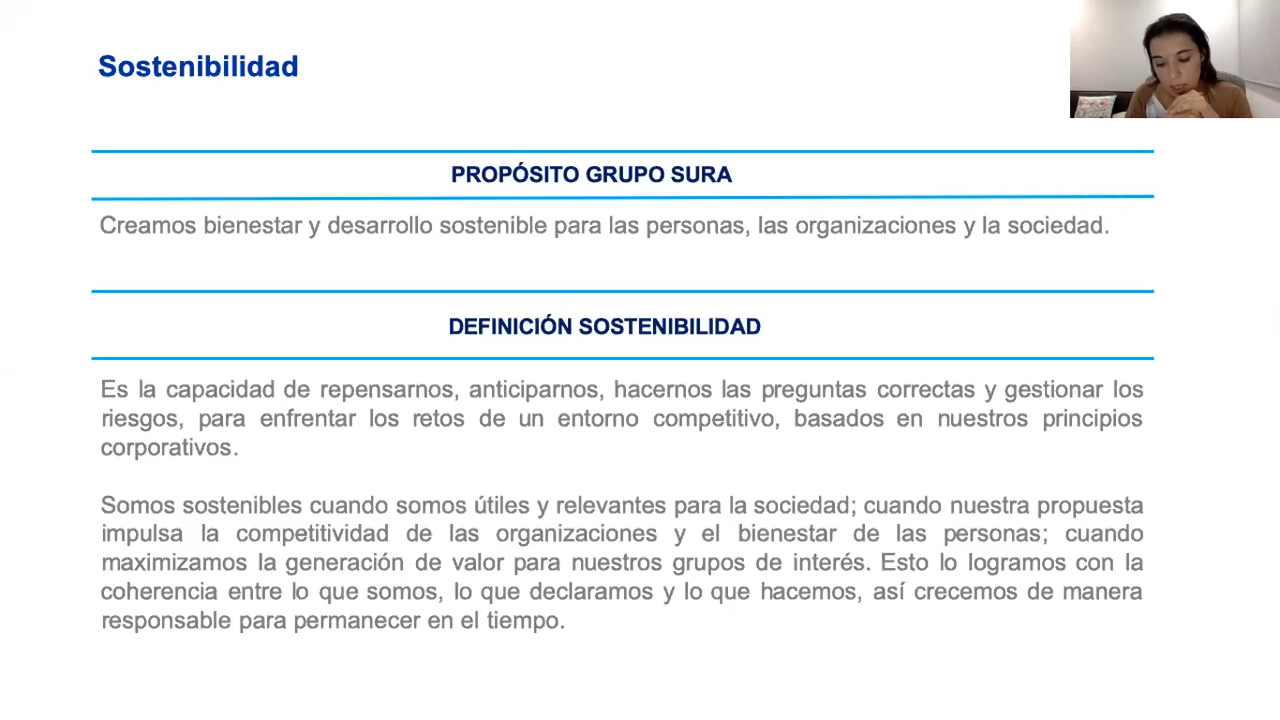 Sostenibilidad
PROPÓSITO GRUPO SURA
Creamos bienestar y desarrollo sostenible para las personas, las organizaciones y la sociedad.
DEFINICIÓN SOSTENIBILIDAD
Es la capacidad de repensarnos, anticiparnos, hacernos las preguntas correctas y gestionar los
riesgos, para enfrentar los retos de un entorno competitivo, basados en nuestros principios
corporativos.
Somos sostenibles cuando somos útiles y relevantes para la sociedad; cuando nuestra propuesta
impulsa la competitividad de las organizaciones y el bienestar de las personas; cuando
maximizamos la generación de valor para nuestros grupos de interés. Esto lo logramos con la
coherencia entre lo que somos, lo que declaramos y lo que hacemos, así crecemos de manera
responsable para permanecer en el tiempo.